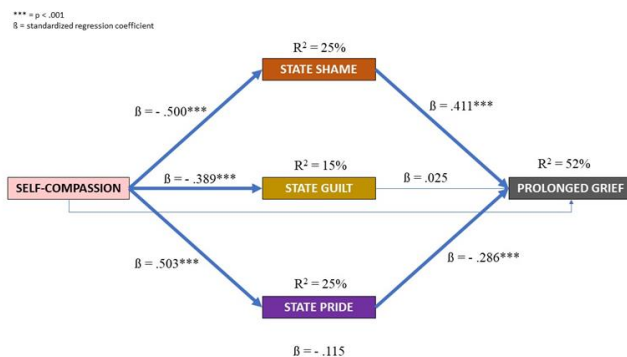 *** = p < .001
ß = standardized regression coefficient
R² = 25%
STATE SHAME
ß = - .500***
ß = .411***
R² = 15%
R² = 52%
ß = - .389***
ß = .025
SELF-COMPASSION
STATE GUILT
PROLONGED GRIEF
ß = .503***
ß = - .286***
R² = 25%
STATE PRIDE
ß = - .115